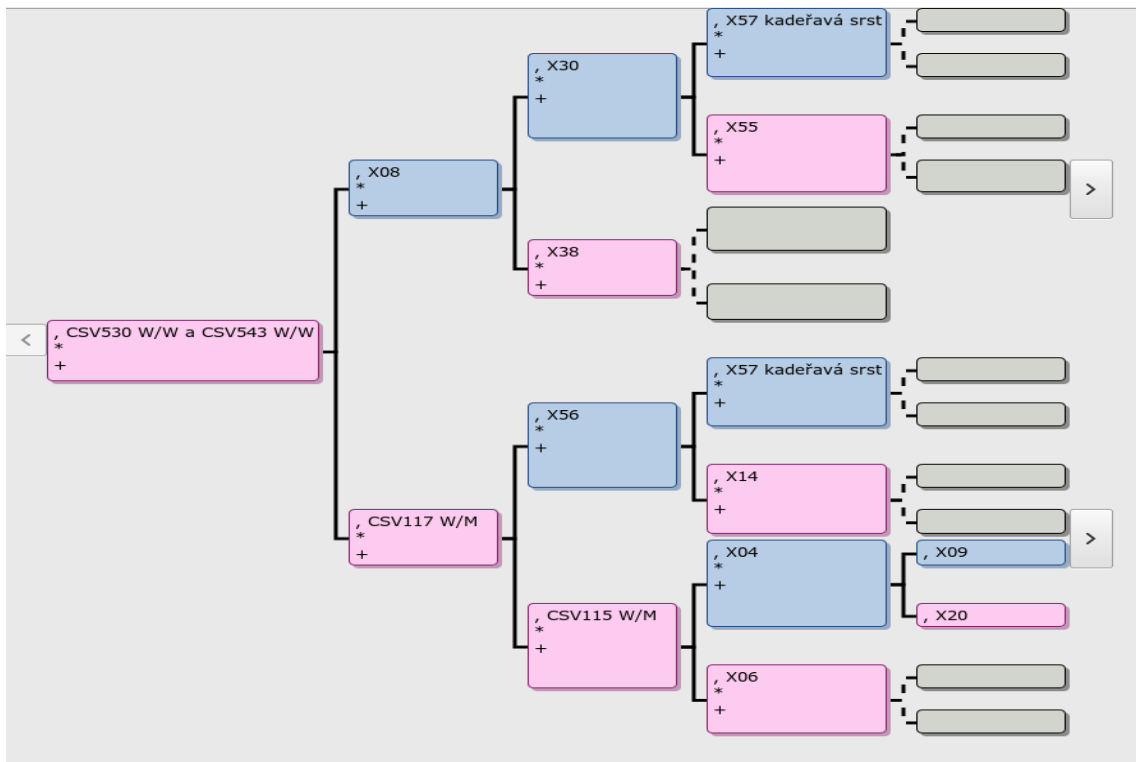 , X57 kadeřavá srst
*
+
, X30
*
+
, X55
*
+
, X08
*
+
, X38
*
+
>
<
, CSV530 W/W a CSV543 W/W
*
+
, X57 kadeřavá srst
*
+
, X56
*
+
, X14
*
+
, CSV117 W/M
*
+
, X04
*
+
, X09
>
, CSV115 W/M
*
+
, X20
, X06
*
+